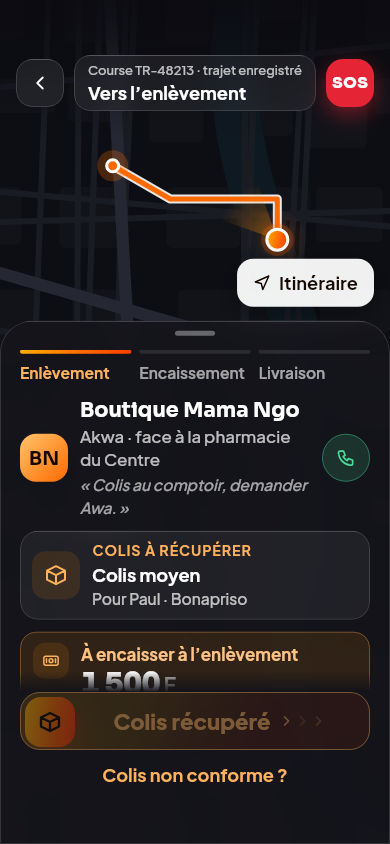 Course TR-48213 · trajet enregistré
Vers l’enlèvement
SOS
Itinéraire
Enlèvement Encaissement Livraison
Boutique Mama Ngo
Akwa · face à la pharmacie
du Centre
« Colis au comptoir, demander
Awa. »
BN
COLIS À RÉCUPÉRER
Colis moyen
Pour Paul · Bonapriso
À encaisser à l’enlèvement
1 500 F
Colis récupéré
Colis non conforme ?